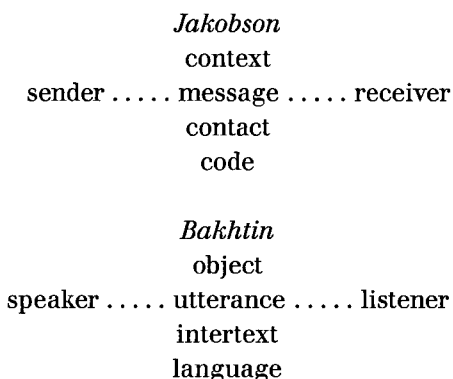 Jakobson
context
sender ..... message ..... receiver
contact
code
Bakhtin
object
speaker ..... utterance ..... listener
intertext
language